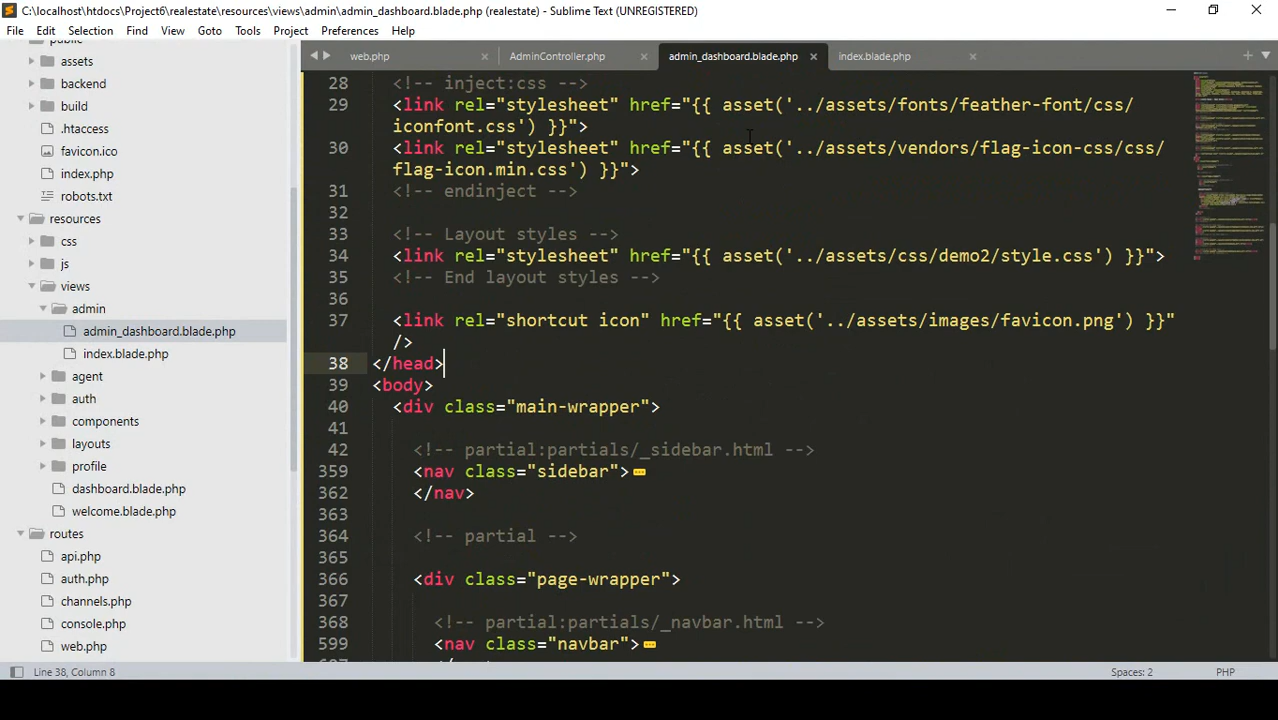 C:\localhost\htdocs\Project6\realestate\resources\views\admin\admin_dashboard.blade.php (realestate) - Sublime Text (UNREGISTERED)
File Edit Selection Find View Goto Tools Project Preferences Help
web.php AdminController.php admin_dashboard.blade.php index.blade.php
assets
backend
build
.htaccess
favicon.ico
index.php
robots.txt
resources
css
js
views
admin
admin_dashboard.blade.php
index.blade.php
agent
auth
components
layouts
profile
dashboard.blade.php
welcome.blade.php
routes
api.php
auth.php
channels.php
console.php
web.php
28 <!-- inject:css -->
29 <link rel="stylesheet" href="{{ asset('../assets/fonts/feather-font/css/
iconfont.css') }}">
30 <link rel="stylesheet" href="{{ asset('../assets/vendors/flag-icon-css/css/
flag-icon.min.css') }}">
31 <!-- endinject -->
32
33 <!-- Layout styles -->
34 <link rel="stylesheet" href="{{ asset('../assets/css/demo2/style.css') }}">
35 <!-- End layout styles -->
36
37 <link rel="shortcut icon" href="{{ asset('../assets/images/favicon.png') }}"
/>
38 </head>
39 <body>
40 <div class="main-wrapper">
41
42 <!-- partial:partials/_sidebar.html -->
359 <nav class="sidebar">
362 </nav>
363
364 <!-- partial -->
365
366 <div class="page-wrapper">
367
368 <!-- partial:partials/_navbar.html -->
599 <nav class="navbar">
Line 38, Column 8 Spaces: 2 PHP